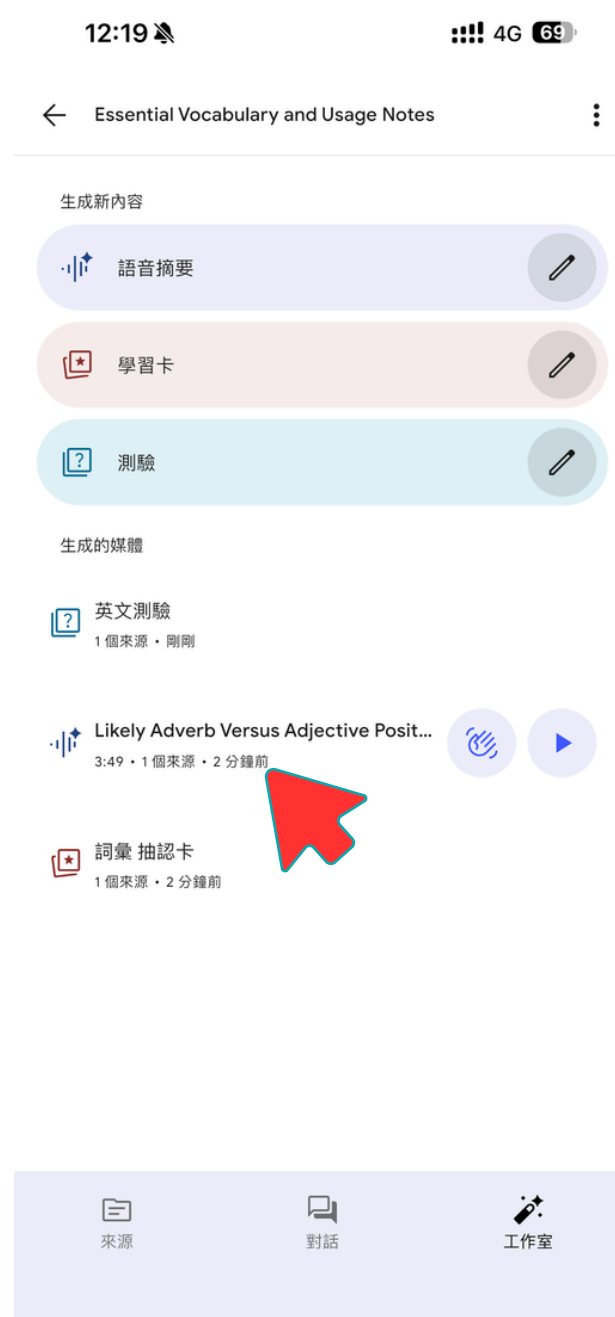 12:19
4G 69
Essential Vocabulary and Usage Notes
生成新內容
語音摘要
學習卡
測驗
生成的媒體
英文測驗
1 個來源 • 剛剛
Likely Adverb Versus Adjective Posit...
3:49 • 1 個來源 • 2 分鐘前
詞彙 抽認卡
1 個來源 • 2 分鐘前
來源
對話
工作室